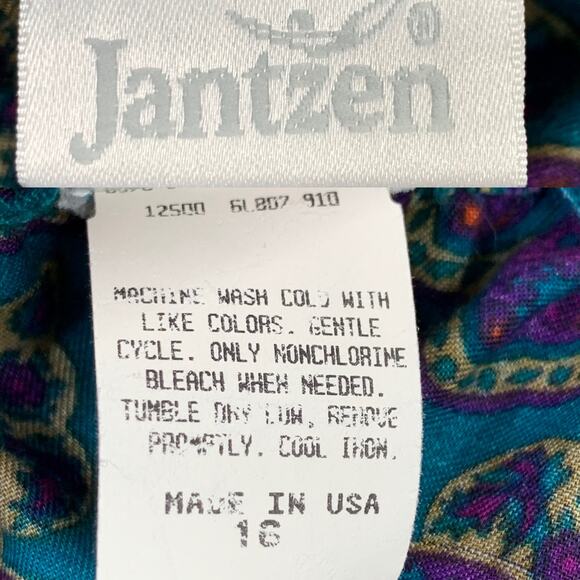 Jantzen®
12500 6L807 910
MACHINE WASH COLD WITH
LIKE COLORS. GENTLE
CYCLE. ONLY NONCHLORINE
BLEACH WHEN NEEDED.
TUMBLE DRY LOW, REMOVE
PROMPTLY. COOL IRON.
MADE IN USA
16